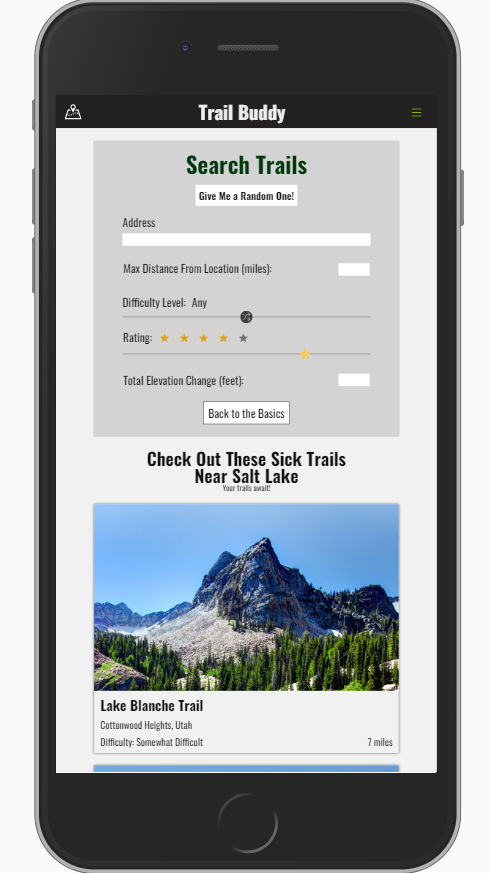 Trail Buddy
Search Trails
Give Me a Random One!
Address
Max Distance From Location (miles):
Difficulty Level: Any
Rating:
Total Elevation Change (feet):
Back to the Basics
Check Out These Sick Trails
Near Salt Lake
Your trails await!
Lake Blanche Trail
Cottonwood Heights, Utah
Difficulty: Somewhat Difficult 7 miles